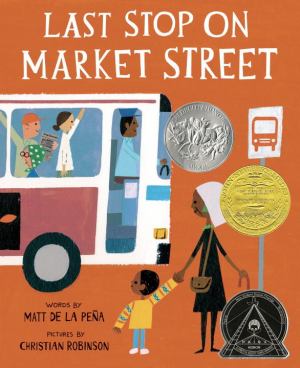 LAST STOP ON
MARKET STREET
WORDS BY
MATT DE LA PEÑA
PICTURES BY
CHRISTIAN ROBINSON